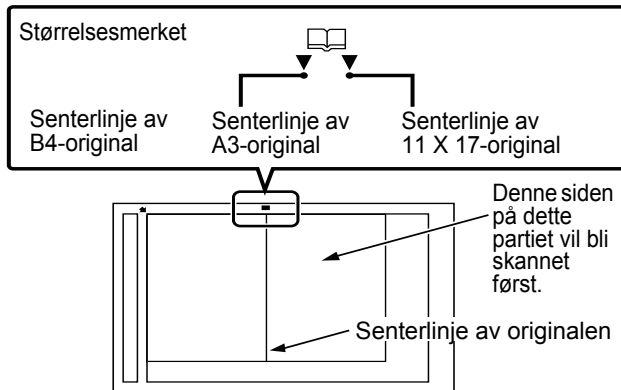 Størrelsesmerket
Senterlinje av
B4-original
Senterlinje av
A3-original
Senterlinje av
11 X 17-original
Denne siden
på dette
partiet vil bli
skannet
først.
Senterlinje av originalen